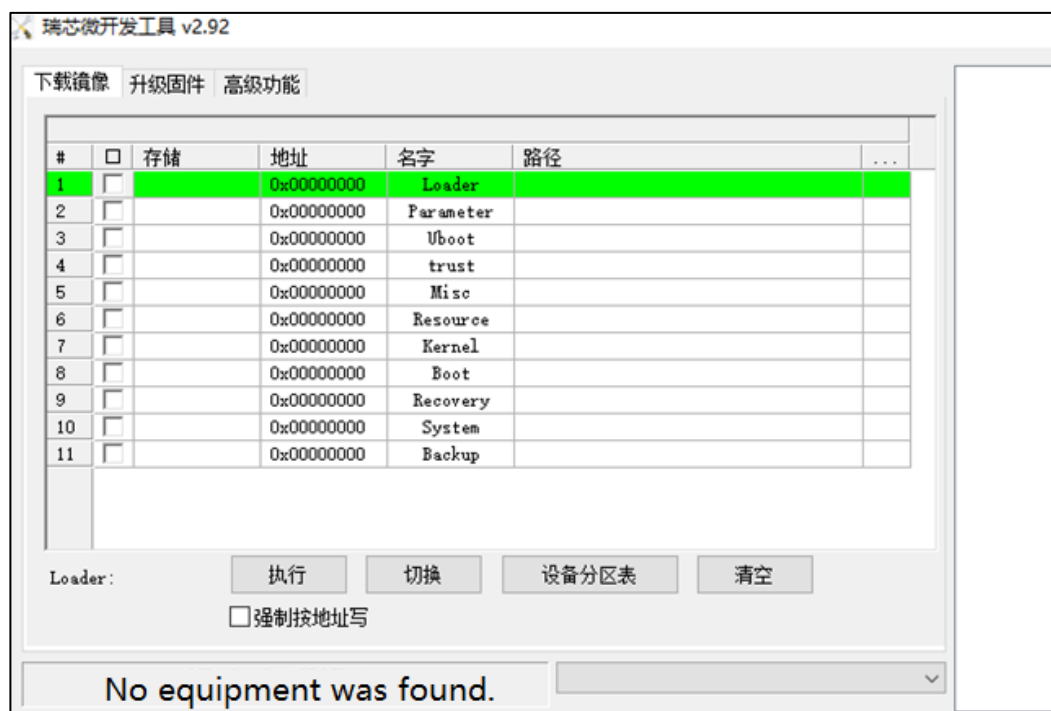 瑞芯微开发工具 v2.92
下载镜像 升级固件 高级功能
# 存储 地址 名字 路径 ...
1 0x00000000 Loader
2 0x00000000 Parameter
3 0x00000000 Uboot
4 0x00000000 trust
5 0x00000000 Misc
6 0x00000000 Resource
7 0x00000000 Kernel
8 0x00000000 Boot
9 0x00000000 Recovery
10 0x00000000 System
11 0x00000000 Backup
Loader: 执行 切换 设备分区表 清空
强制按地址写
No equipment was found.